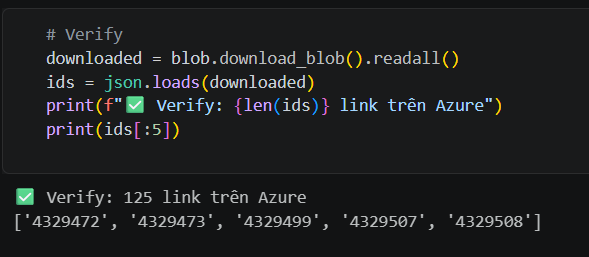 # Verify
downloaded = blob.download_blob().readall()
ids = json.loads(downloaded)
print(f"✅ Verify: {len(ids)} link trên Azure")
print(ids[:5])
✅ Verify: 125 link trên Azure
['4329472', '4329473', '4329499', '4329507', '4329508']